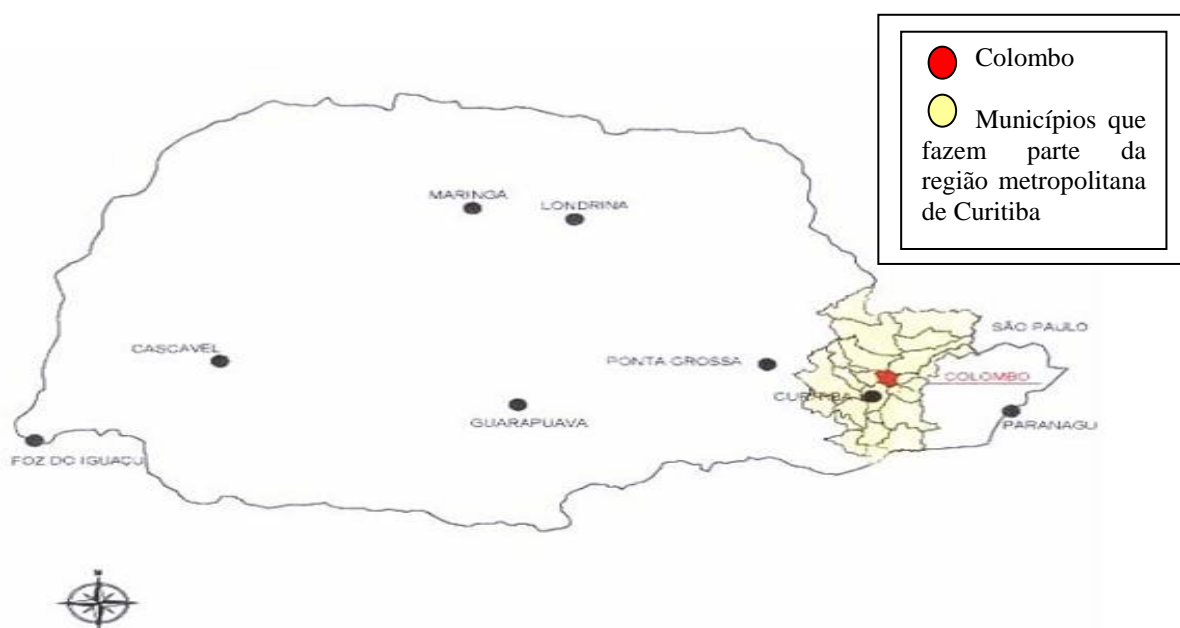 Colombo
Municípios que
fazem parte da
região metropolitana
de Curitiba
MARINGA
LONDRINA
SÃO PAULO
CASCAVEL
PONTA GROSSA
COLOMBO
CURITIBA
GUARAPUAVA
PARANAGU
FOZ DO IGUAÇU
N